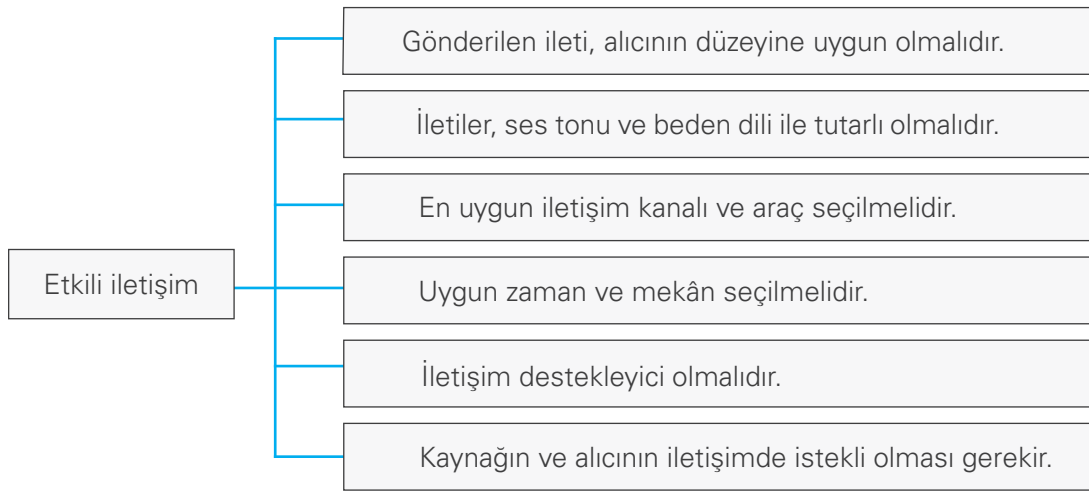 Gönderilen ileti, alıcının düzeyine uygun olmalıdır.
İletiler, ses tonu ve beden dili ile tutarlı olmalıdır.
En uygun iletişim kanalı ve araç seçilmelidir.
Etkili iletişim
Uygun zaman ve mekân seçilmelidir.
İletişim destekleyici olmalıdır.
Kaynağın ve alıcının iletişimde istekli olması gerekir.